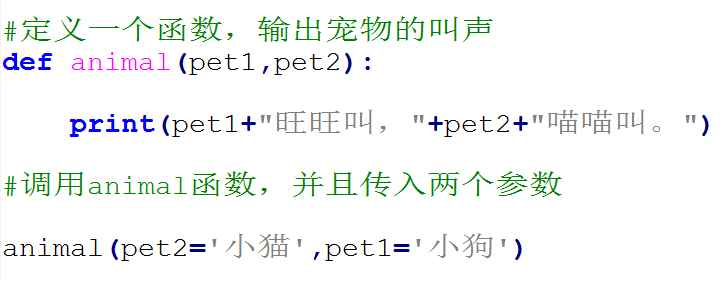 #定义一个函数，输出宠物的叫声
def animal(pet1,pet2):
    print(pet1+"旺旺叫，"+pet2+"喵喵叫。")
#调用animal函数，并且传入两个参数
animal(pet2='小猫',pet1='小狗')